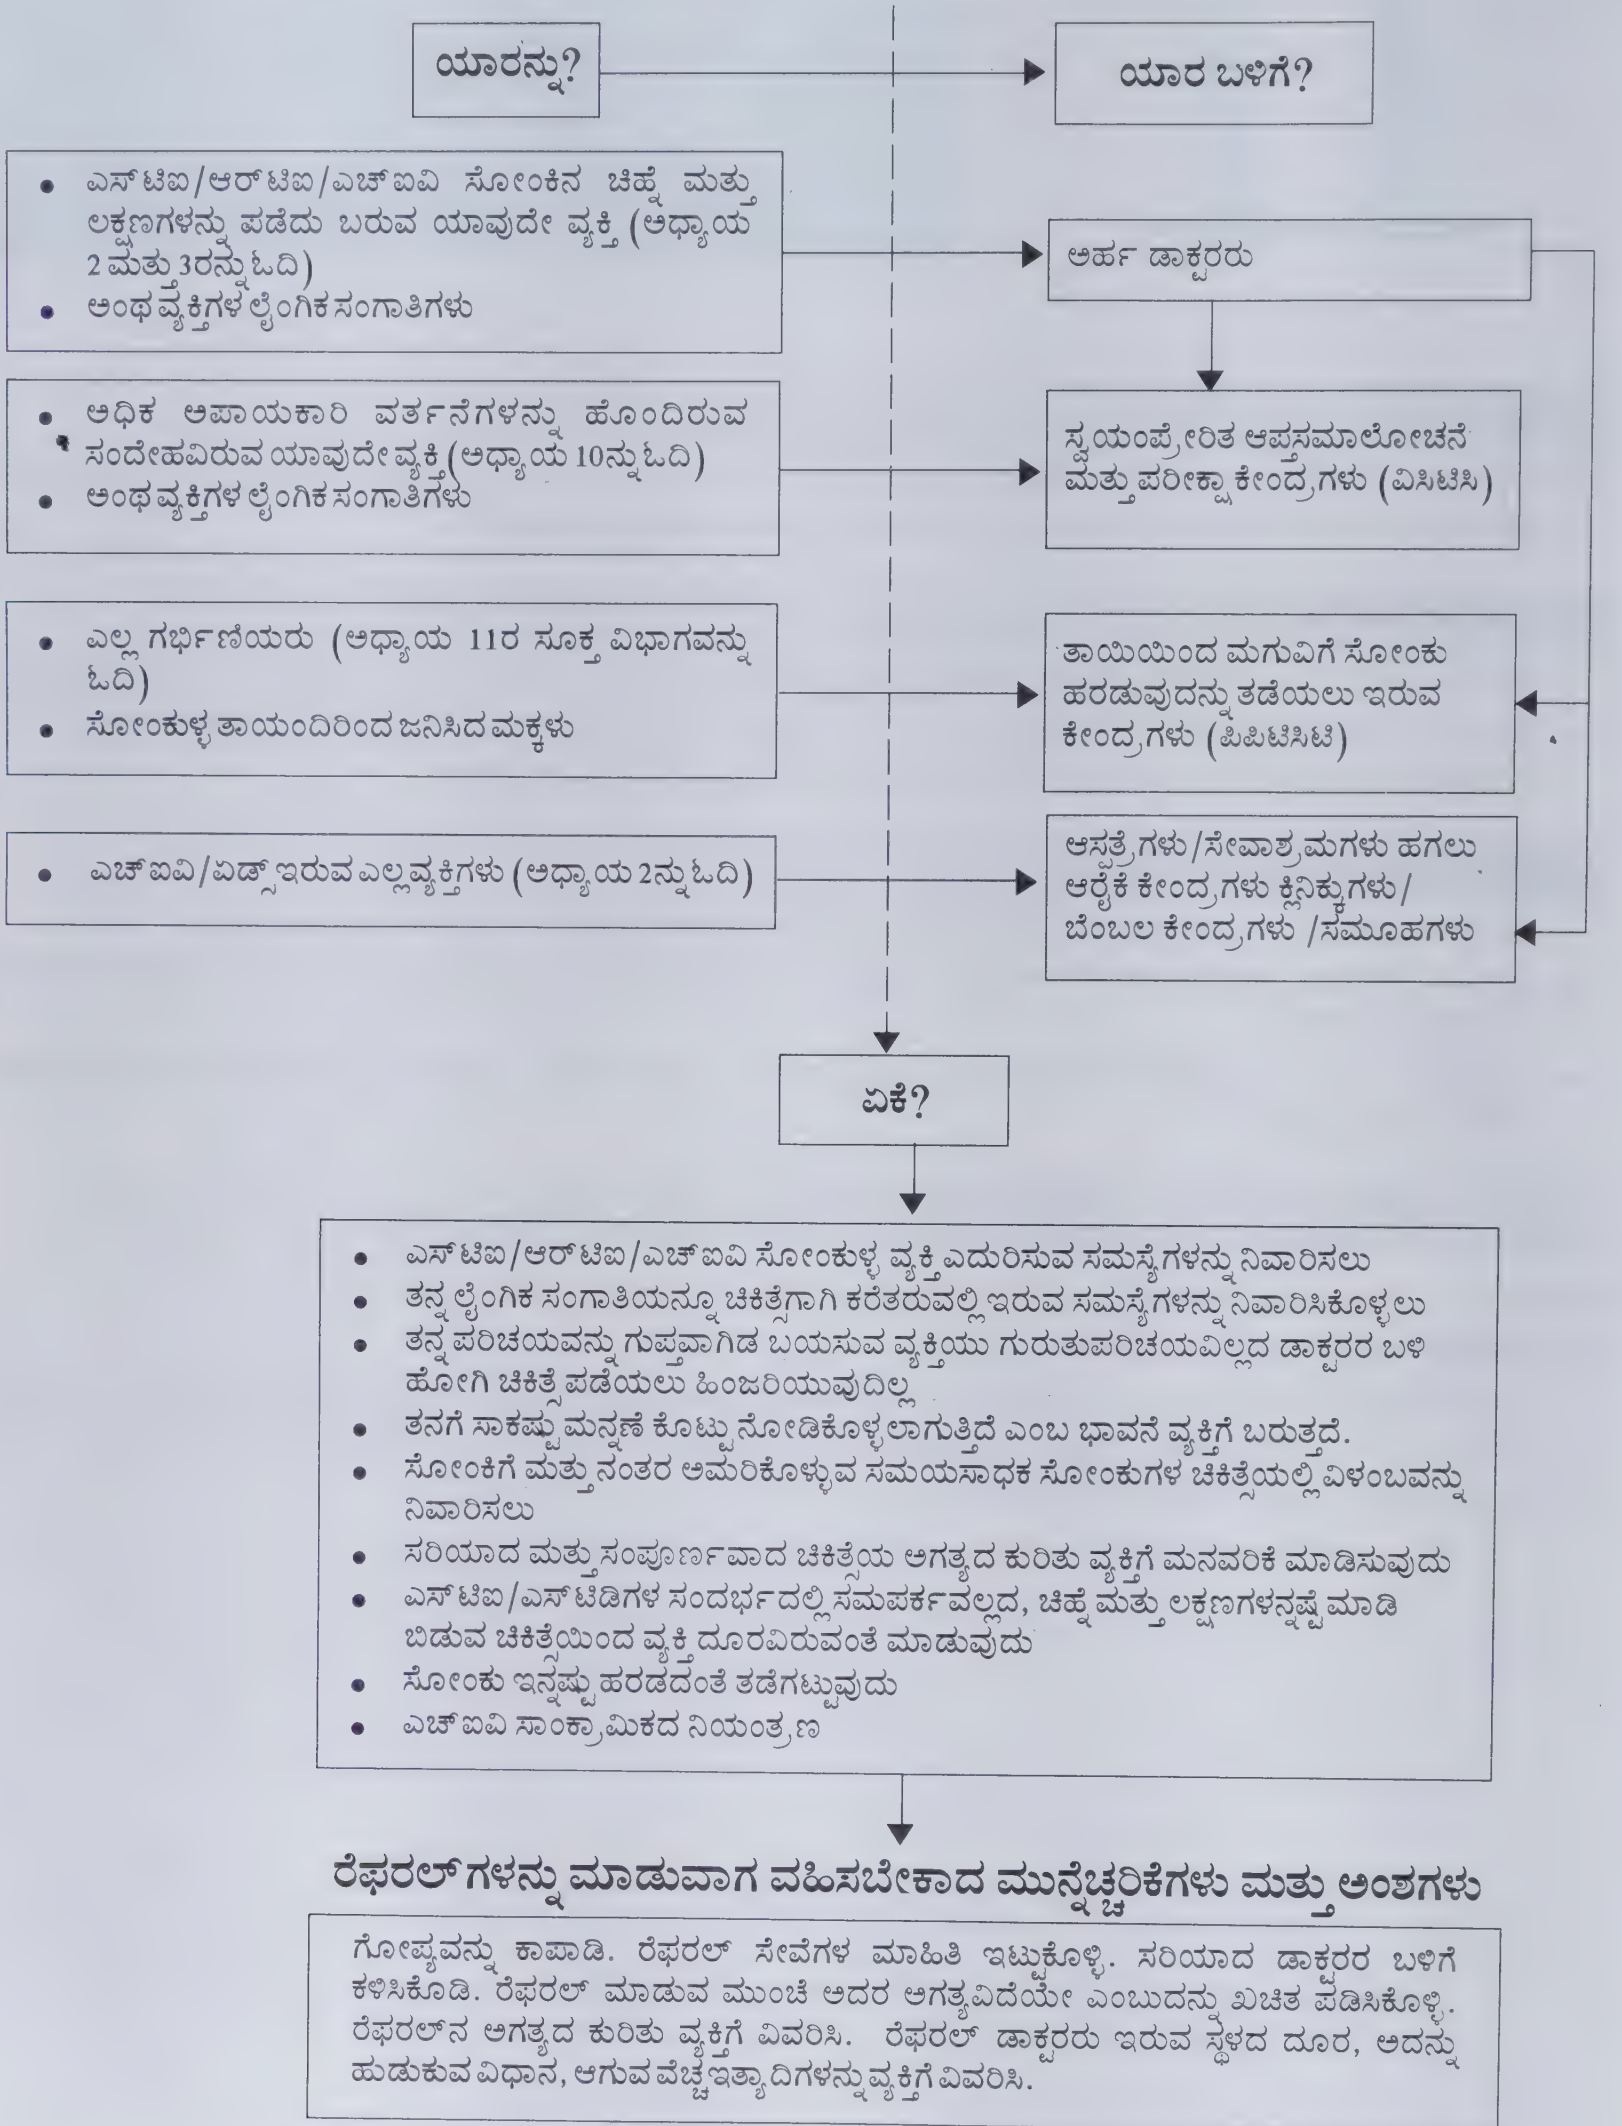 ಯಾರನ್ನು?
ಯಾರ ಬಳಿಗೆ?
• ಎಸ್‌ಟಿಐ/ಆರ್‌ಟಿಐ/ಎಚ್‌ಐವಿ ಸೋಂಕಿನ ಚಿಹ್ನೆ ಮತ್ತು
ಲಕ್ಷಣಗಳನ್ನು ಪಡೆದು ಬರುವ ಯಾವುದೇ ವ್ಯಕ್ತಿ (ಅಧ್ಯಾಯ
2 ಮತ್ತು 3ರನ್ನು ಓದಿ)
• ಅಂಥ ವ್ಯಕ್ತಿಗಳ ಲೈಂಗಿಕ ಸಂಗಾತಿಗಳು
ಅರ್ಹ ಡಾಕ್ಟರರು
• ಅಧಿಕ ಅಪಾಯಕಾರಿ ವರ್ತನೆಗಳನ್ನು ಹೊಂದಿರುವ
ಸಂದೇಹವಿರುವ ಯಾವುದೇ ವ್ಯಕ್ತಿ (ಅಧ್ಯಾಯ 10ನ್ನು ಓದಿ)
• ಅಂಥ ವ್ಯಕ್ತಿಗಳ ಲೈಂಗಿಕ ಸಂಗಾತಿಗಳು
ಸ್ವಯಂಪ್ರೇರಿತ ಆಪ್ತಸಮಾಲೋಚನೆ
ಮತ್ತು ಪರೀಕ್ಷಾ ಕೇಂದ್ರಗಳು (ವಿಸಿಟಿಸಿ)
• ಎಲ್ಲ ಗರ್ಭಿಣಿಯರು (ಅಧ್ಯಾಯ 11ರ ಸೂಕ್ತ ವಿಭಾಗವನ್ನು
ಓದಿ)
• ಸೋಂಕುಳ್ಳ ತಾಯಂದಿರಿಂದ ಜನಿಸಿದ ಮಕ್ಕಳು
ತಾಯಿಯಿಂದ ಮಗುವಿಗೆ ಸೋಂಕು
ಹರಡುವುದನ್ನು ತಡೆಯಲು ಇರುವ
ಕೇಂದ್ರಗಳು (ಪಿಪಿಟಿಸಿಟಿ)
• ಎಚ್‌ಐವಿ/ಏಡ್ಸ್ ಇರುವ ಎಲ್ಲ ವ್ಯಕ್ತಿಗಳು (ಅಧ್ಯಾಯ 2ನ್ನು ಓದಿ)
ಆಸ್ಪತ್ರೆಗಳು/ಸೇವಾಶ್ರಮಗಳು ಹಗಲು
ಆರೈಕೆ ಕೇಂದ್ರಗಳು ಕ್ಲಿನಿಕ್ಕುಗಳು/
ಬೆಂಬಲ ಕೇಂದ್ರಗಳು /ಸಮೂಹಗಳು
ಏಕೆ?
• ಎಸ್‌ಟಿಐ/ಆರ್‌ಟಿಐ/ಎಚ್‌ಐವಿ ಸೋಂಕುಳ್ಳ ವ್ಯಕ್ತಿ ಎದುರಿಸುವ ಸಮಸ್ಯೆಗಳನ್ನು ನಿವಾರಿಸಲು
• ತನ್ನ ಲೈಂಗಿಕ ಸಂಗಾತಿಯನ್ನೂ ಚಿಕಿತ್ಸೆಗಾಗಿ ಕರೆತರುವಲ್ಲಿ ಇರುವ ಸಮಸ್ಯೆಗಳನ್ನು ನಿವಾರಿಸಿಕೊಳ್ಳಲು
• ತನ್ನ ಪರಿಚಯವನ್ನು ಗುಪ್ತವಾಗಿಡ ಬಯಸುವ ವ್ಯಕ್ತಿಯು ಗುರುತುಪರಿಚಯವಿಲ್ಲದ ಡಾಕ್ಟರರ ಬಳಿ
ಹೋಗಿ ಚಿಕಿತ್ಸೆ ಪಡೆಯಲು ಹಿಂಜರಿಯುವುದಿಲ್ಲ
• ತನಗೆ ಸಾಕಷ್ಟು ಮನ್ನಣೆ ಕೊಟ್ಟು ನೋಡಿಕೊಳ್ಳಲಾಗುತ್ತಿದೆ ಎಂಬ ಭಾವನೆ ವ್ಯಕ್ತಿಗೆ ಬರುತ್ತದೆ.
• ಸೋಂಕಿಗೆ ಮತ್ತು ನಂತರ ಅಮರಿಕೊಳ್ಳುವ ಸಮಯಸಾಧಕ ಸೋಂಕುಗಳ ಚಿಕಿತ್ಸೆಯಲ್ಲಿ ವಿಳಂಬವನ್ನು
ನಿವಾರಿಸಲು
• ಸರಿಯಾದ ಮತ್ತು ಸಂಪೂರ್ಣವಾದ ಚಿಕಿತ್ಸೆಯ ಅಗತ್ಯದ ಕುರಿತು ವ್ಯಕ್ತಿಗೆ ಮನವರಿಕೆ ಮಾಡಿಸುವುದು
• ಎಸ್‌ಟಿಐ/ಎಸ್‌ಟಿಡಿಗಳ ಸಂದರ್ಭದಲ್ಲಿ ಸಮಪರ್ಕವಲ್ಲದ, ಚಿಹ್ನೆ ಮತ್ತು ಲಕ್ಷಣಗಳನ್ನಷ್ಟೆ ಮಾಡಿ
ಬಿಡುವ ಚಿಕಿತ್ಸೆಯಿಂದ ವ್ಯಕ್ತಿ ದೂರವಿರುವಂತೆ ಮಾಡುವುದು
• ಸೋಂಕು ಇನ್ನಷ್ಟು ಹರಡದಂತೆ ತಡೆಗಟ್ಟುವುದು
• ಎಚ್‌ಐವಿ ಸಾಂಕ್ರಾಮಿಕದ ನಿಯಂತ್ರಣ
ರೆಫರಲ್‌ಗಳನ್ನು ಮಾಡುವಾಗ ವಹಿಸಬೇಕಾದ ಮುನ್ನೆಚ್ಚರಿಕೆಗಳು ಮತ್ತು ಅಂಶಗಳು
ಗೋಪ್ಯವನ್ನು ಕಾಪಾಡಿ. ರೆಫರಲ್ ಸೇವೆಗಳ ಮಾಹಿತಿ ಇಟ್ಟುಕೊಳ್ಳಿ. ಸರಿಯಾದ ಡಾಕ್ಟರರ ಬಳಿಗೆ
ಕಳಿಸಿಕೊಡಿ. ರೆಫರಲ್ ಮಾಡುವ ಮುಂಚೆ ಅದರ ಅಗತ್ಯವಿದೆಯೇ ಎಂಬುದನ್ನು ಖಚಿತ ಪಡಿಸಿಕೊಳ್ಳಿ.
ರೆಫರಲ್‌ನ ಅಗತ್ಯದ ಕುರಿತು ವ್ಯಕ್ತಿಗೆ ವಿವರಿಸಿ. ರೆಫರಲ್ ಡಾಕ್ಟರರು ಇರುವ ಸ್ಥಳದ ದೂರ, ಅದನ್ನು
ಹುಡುಕುವ ವಿಧಾನ, ಆಗುವ ವೆಚ್ಚ ಇತ್ಯಾದಿಗಳನ್ನು ವ್ಯಕ್ತಿಗೆ ವಿವರಿಸಿ.